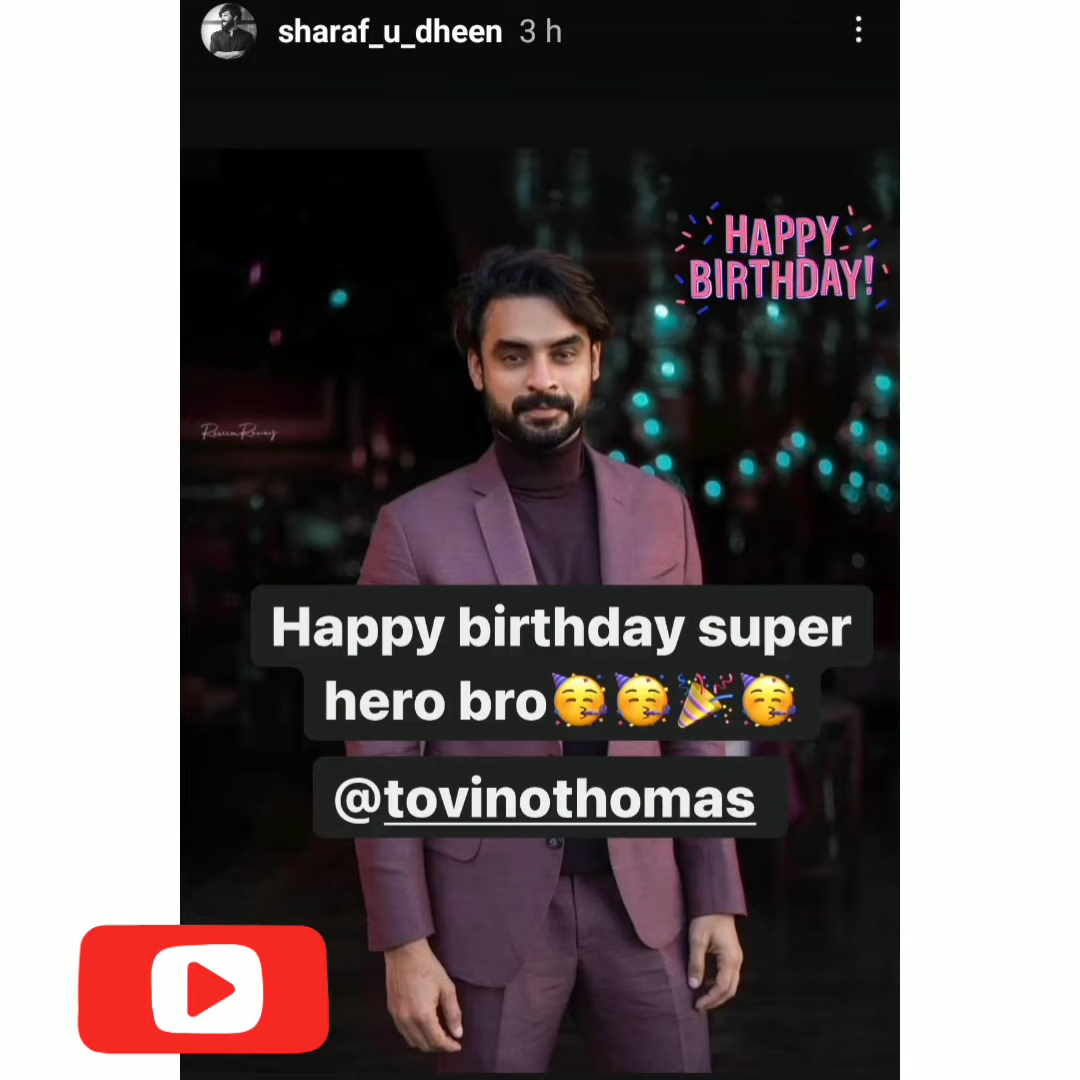 sharaf_u_dheen 3 h
HAPPY
BIRTHDAY!
Happy birthday super
hero bro🥳🥳🎉🥳
@tovinothomas